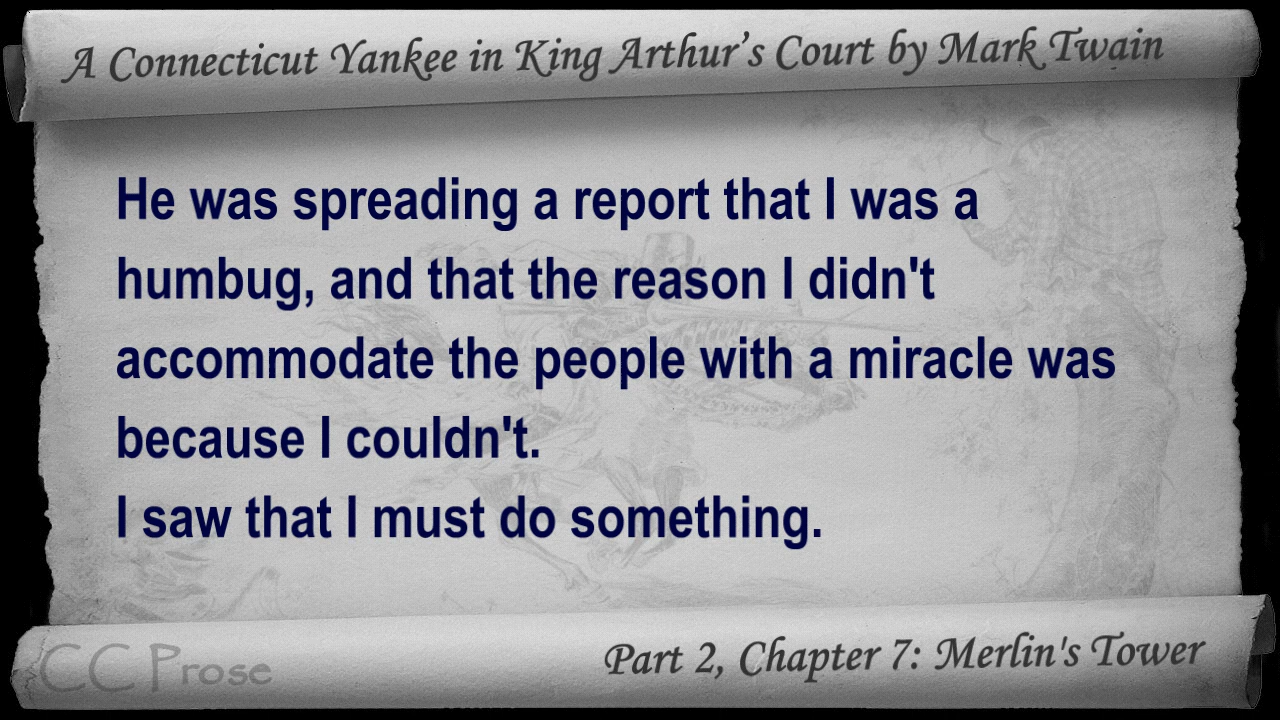 A Connecticut Yankee in King Arthur's Court by Mark Twain
He was spreading a report that I was a
humbug, and that the reason I didn't
accommodate the people with a miracle was
because I couldn't.
I saw that I must do something.
CC Prose
Part 2, Chapter 7: Merlin's Tower